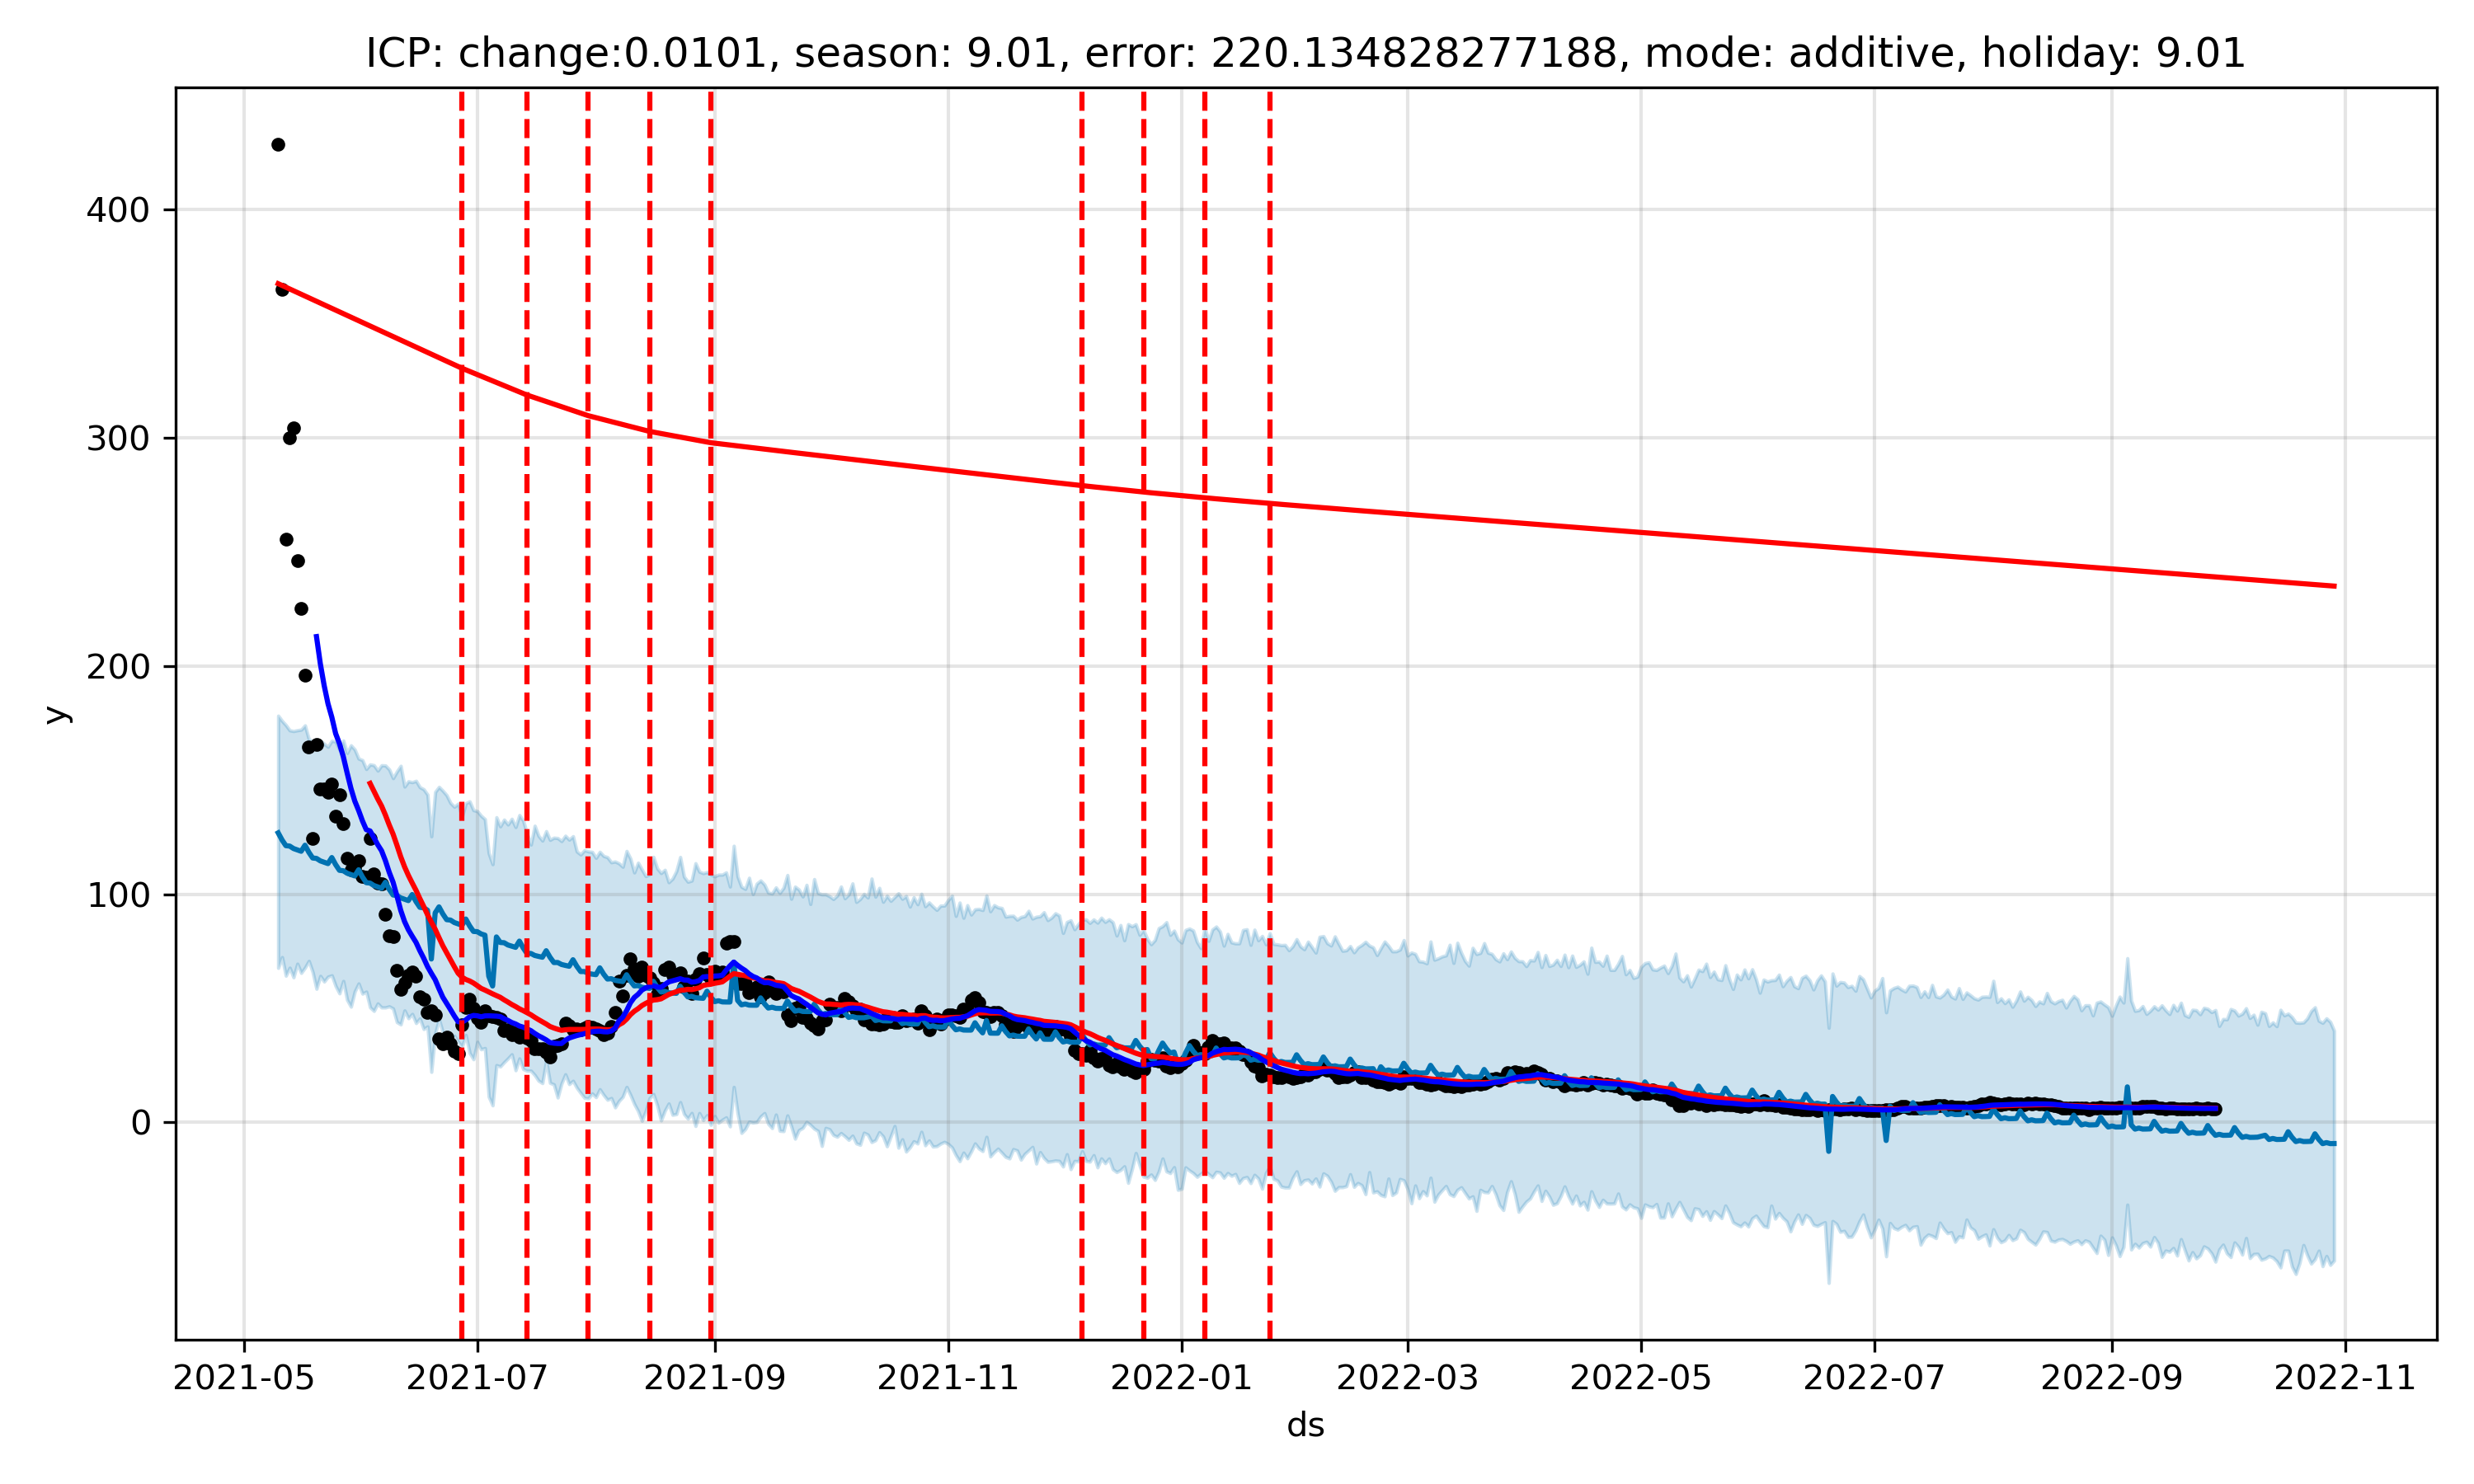 ICP: change:0.0101, season: 9.01, error: 220.134828277188, mode: additive, holiday: 9.01
400
300
200
100
0
y
2021-05 2021-07 2021-09 2021-11 2022-01 2022-03 2022-05 2022-07 2022-09 2022-11
ds